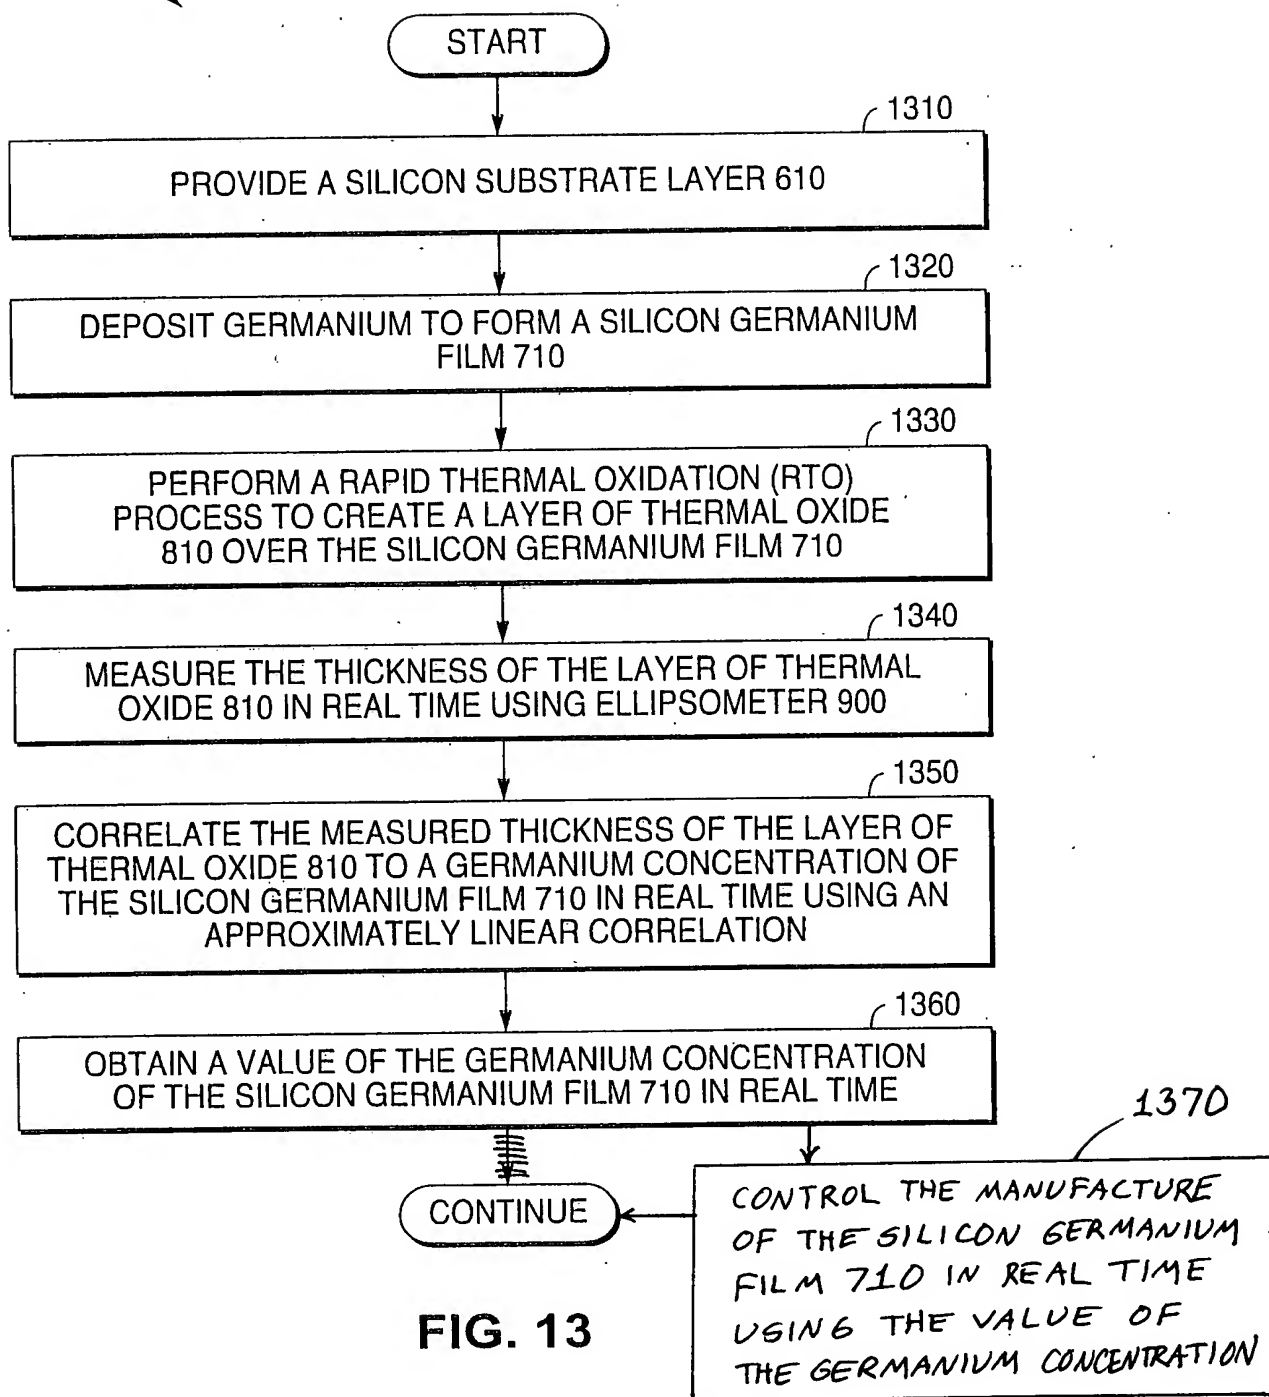 START
1310
PROVIDE A SILICON SUBSTRATE LAYER 610
1320
DEPOSIT GERMANIUM TO FORM A SILICON GERMANIUM
FILM 710
1330
PERFORM A RAPID THERMAL OXIDATION (RTO)
PROCESS TO CREATE A LAYER OF THERMAL OXIDE
810 OVER THE SILICON GERMANIUM FILM 710
1340
MEASURE THE THICKNESS OF THE LAYER OF THERMAL
OXIDE 810 IN REAL TIME USING ELLIPSOMETER 900
1350
CORRELATE THE MEASURED THICKNESS OF THE LAYER OF
THERMAL OXIDE 810 TO A GERMANIUM CONCENTRATION OF
THE SILICON GERMANIUM FILM 710 IN REAL TIME USING AN
APPROXIMATELY LINEAR CORRELATION
1360
OBTAIN A VALUE OF THE GERMANIUM CONCENTRATION
OF THE SILICON GERMANIUM FILM 710 IN REAL TIME
1370
CONTINUE
CONTROL THE MANUFACTURE
OF THE SILICON GERMANIUM
FILM 710 IN REAL TIME
USING THE VALUE OF
THE GERMANIUM CONCENTRATION
FIG. 13